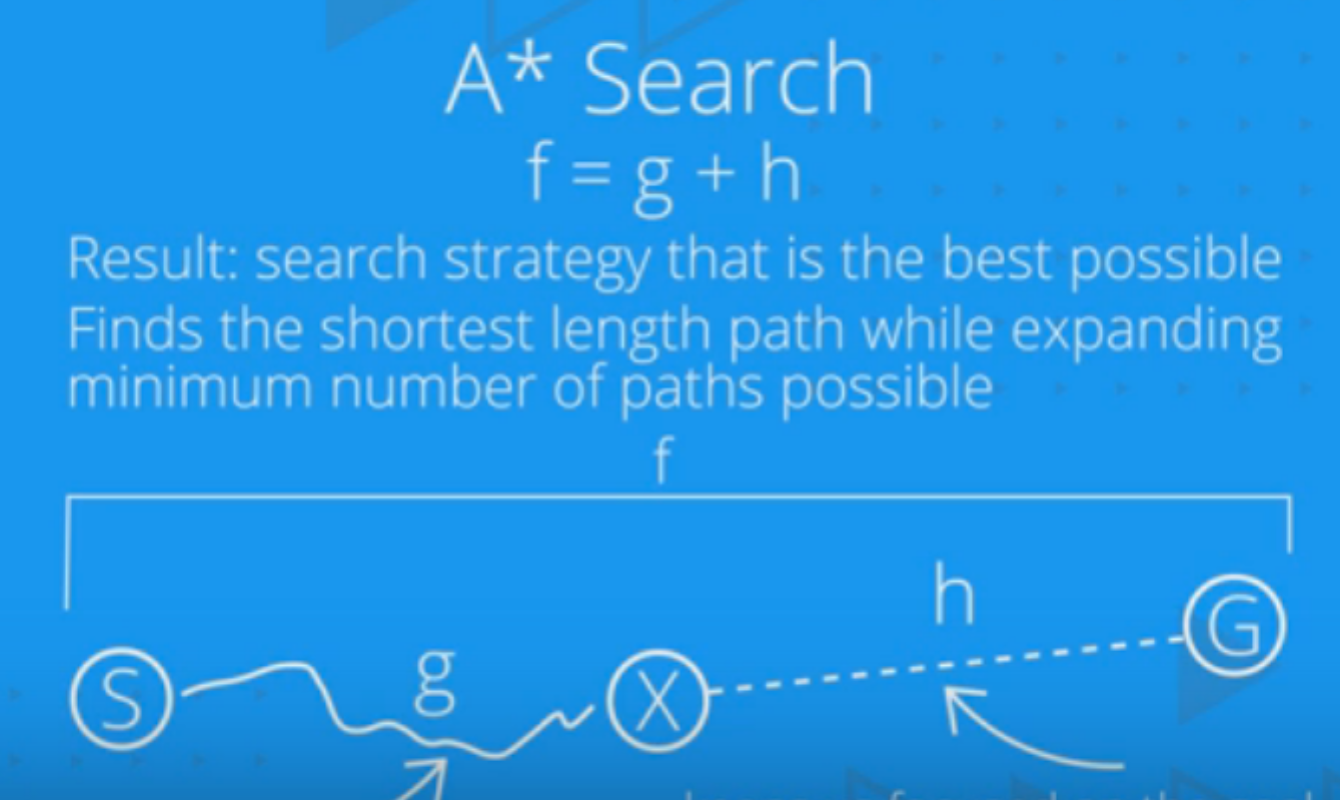 A* Search
f = g + h
Result: search strategy that is the best possible
Finds the shortest length path while expanding
minimum number of paths possible
f
h
G
g
S
X